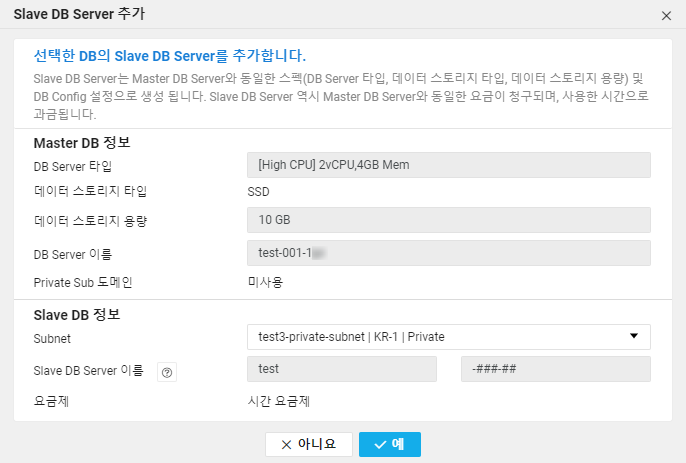 Slave DB Server 추가
선택한 DB의 Slave DB Server를 추가합니다.
Slave DB Server는 Master DB Server와 동일한 스펙(DB Server 타입, 데이터 스토리지 타입, 데이터 스토리지 용량) 및
DB Config 설정으로 생성 됩니다. Slave DB Server 역시 Master DB Server와 동일한 요금이 청구되며, 사용한 시간으로
과금됩니다.
Master DB 정보
DB Server 타입 [High CPU] 2vCPU,4GB Mem
데이터 스토리지 타입 SSD
데이터 스토리지 용량 10 GB
DB Server 이름 test-001-1
Private Sub 도메인 미사용
Slave DB 정보
Subnet test3-private-subnet | KR-1 | Private
Slave DB Server 이름 ? test -###-##
요금제 시간 요금제
아니요 예